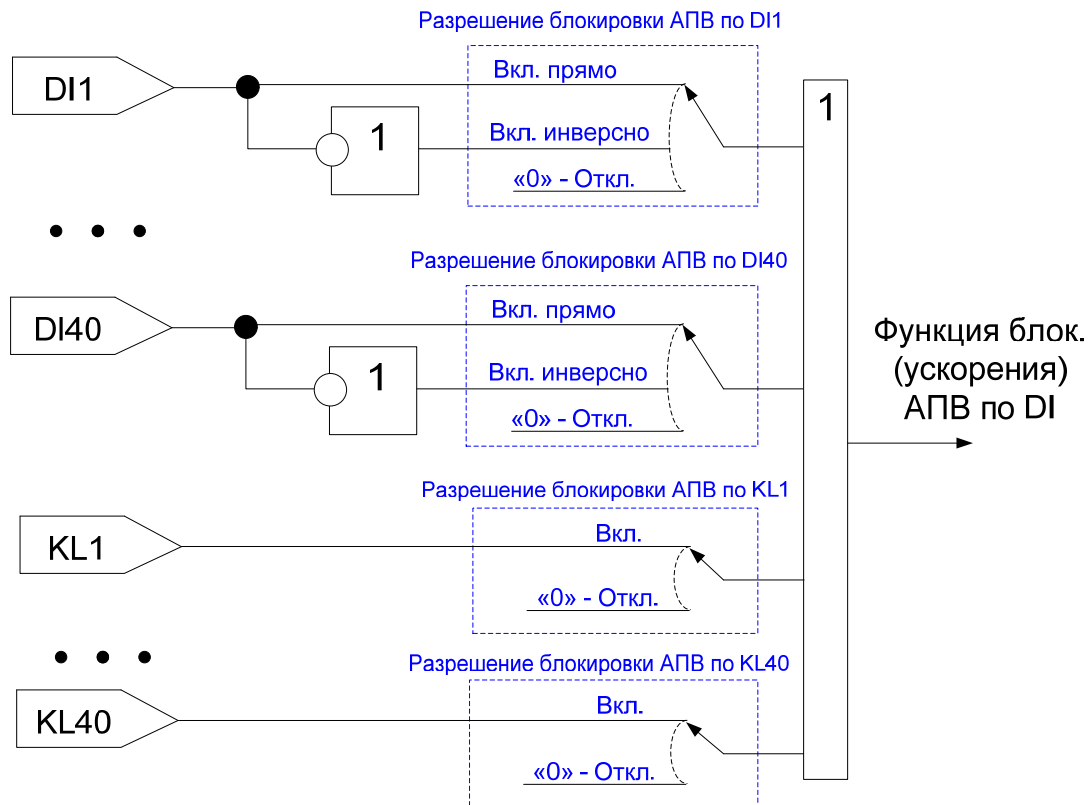 Разрешение блокировки АПВ по DI1
DI1
Вкл. прямо
1
Вкл. инверсно
«0» - Откл.
1
Разрешение блокировки АПВ по DI40
DI40
Вкл. прямо
1
Вкл. инверсно
«0» - Откл.
Функция блок.
(ускорения)
АПВ по DI
Разрешение блокировки АПВ по KL1
KL1
Вкл.
«0» - Откл.
Разрешение блокировки АПВ по KL40
KL40
Вкл.
«0» - Откл.